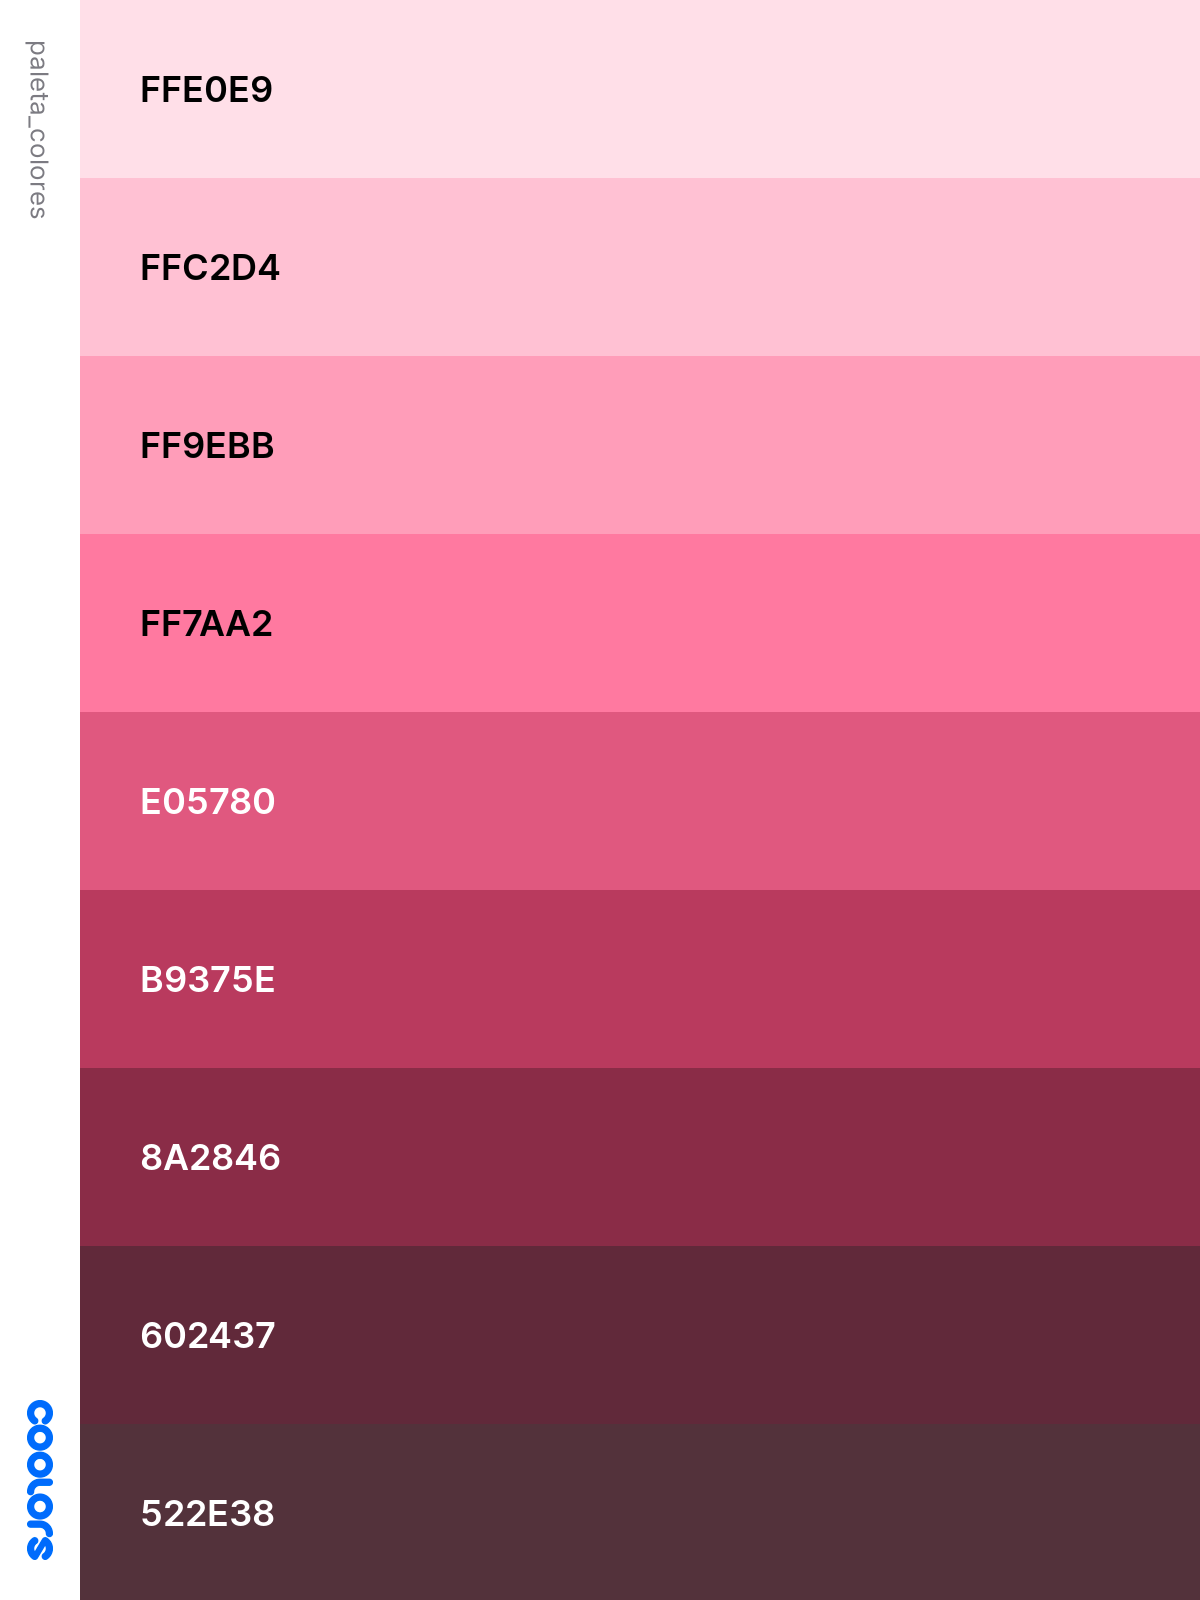 paleta_colores
FFE0E9
FFC2D4
FF9EBB
FF7AA2
E05780
B9375E
8A2846
602437
522E38
coolors